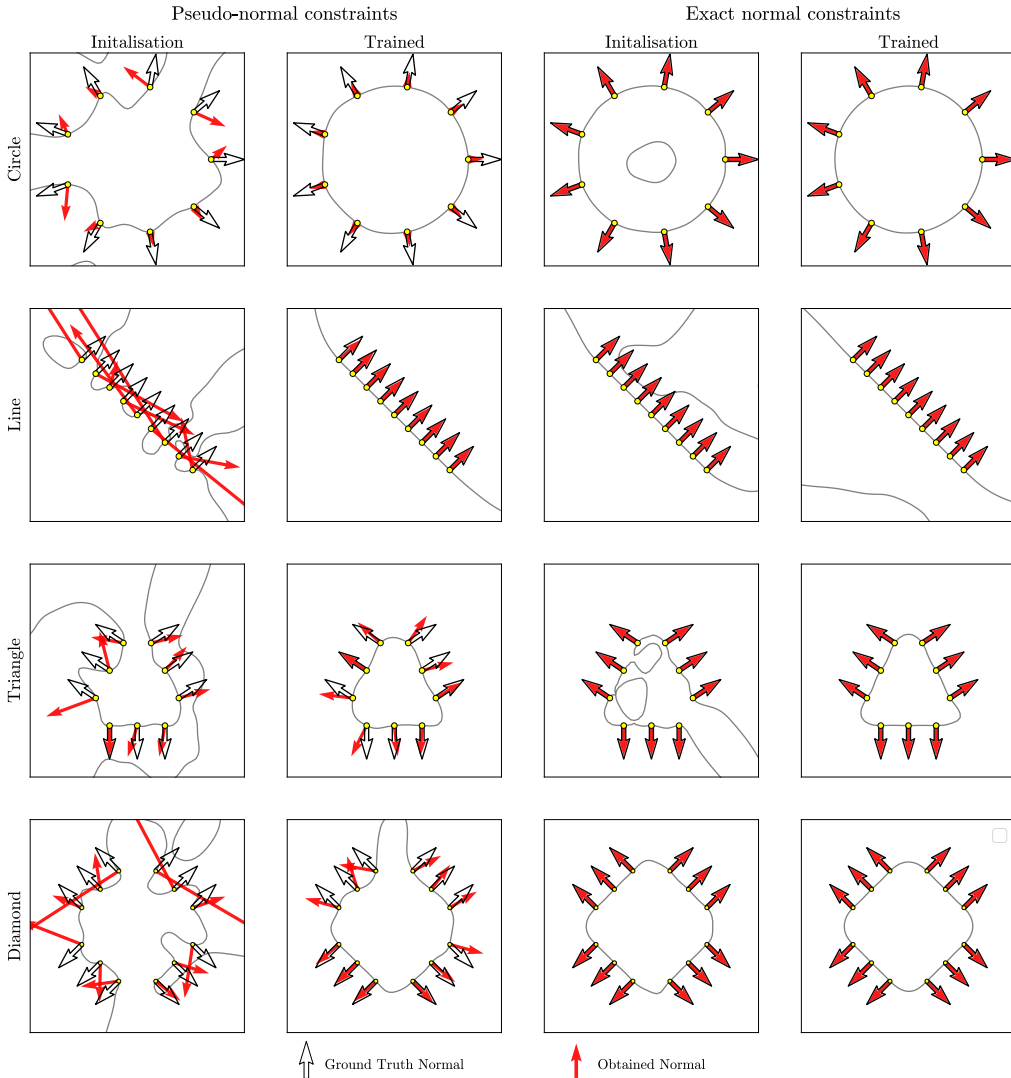 Pseudo-normal constraints
Exact normal constraints
Initalisation
Trained
Initalisation
Trained
Circle
Line
Triangle
Diamond
Ground Truth Normal
Obtained Normal